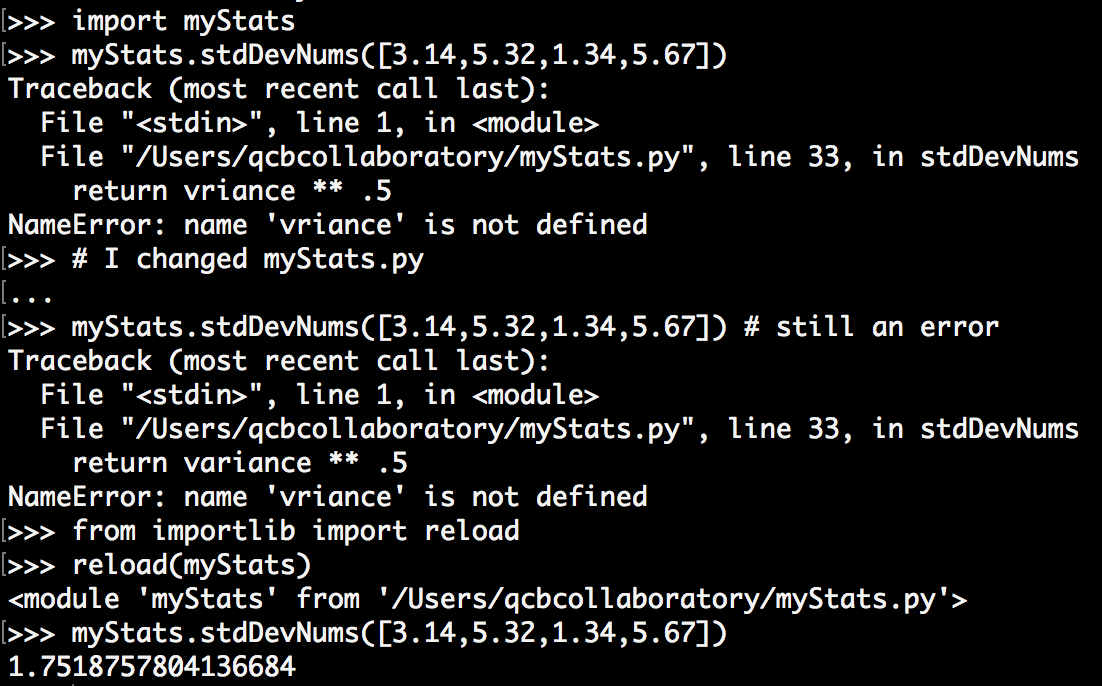 >>> import myStats
>>> myStats.stdDevNums([3.14,5.32,1.34,5.67])
Traceback (most recent call last):
  File "<stdin>", line 1, in <module>
  File "/Users/qcbcollaboratory/myStats.py", line 33, in stdDevNums
    return vriance ** .5
NameError: name 'vriance' is not defined
>>> # I changed myStats.py
...
>>> myStats.stdDevNums([3.14,5.32,1.34,5.67]) # still an error
Traceback (most recent call last):
  File "<stdin>", line 1, in <module>
  File "/Users/qcbcollaboratory/myStats.py", line 33, in stdDevNums
    return variance ** .5
NameError: name 'vriance' is not defined
>>> from importlib import reload
>>> reload(myStats)
<module 'myStats' from '/Users/qcbcollaboratory/myStats.py'>
>>> myStats.stdDevNums([3.14,5.32,1.34,5.67])
1.7518757804136684